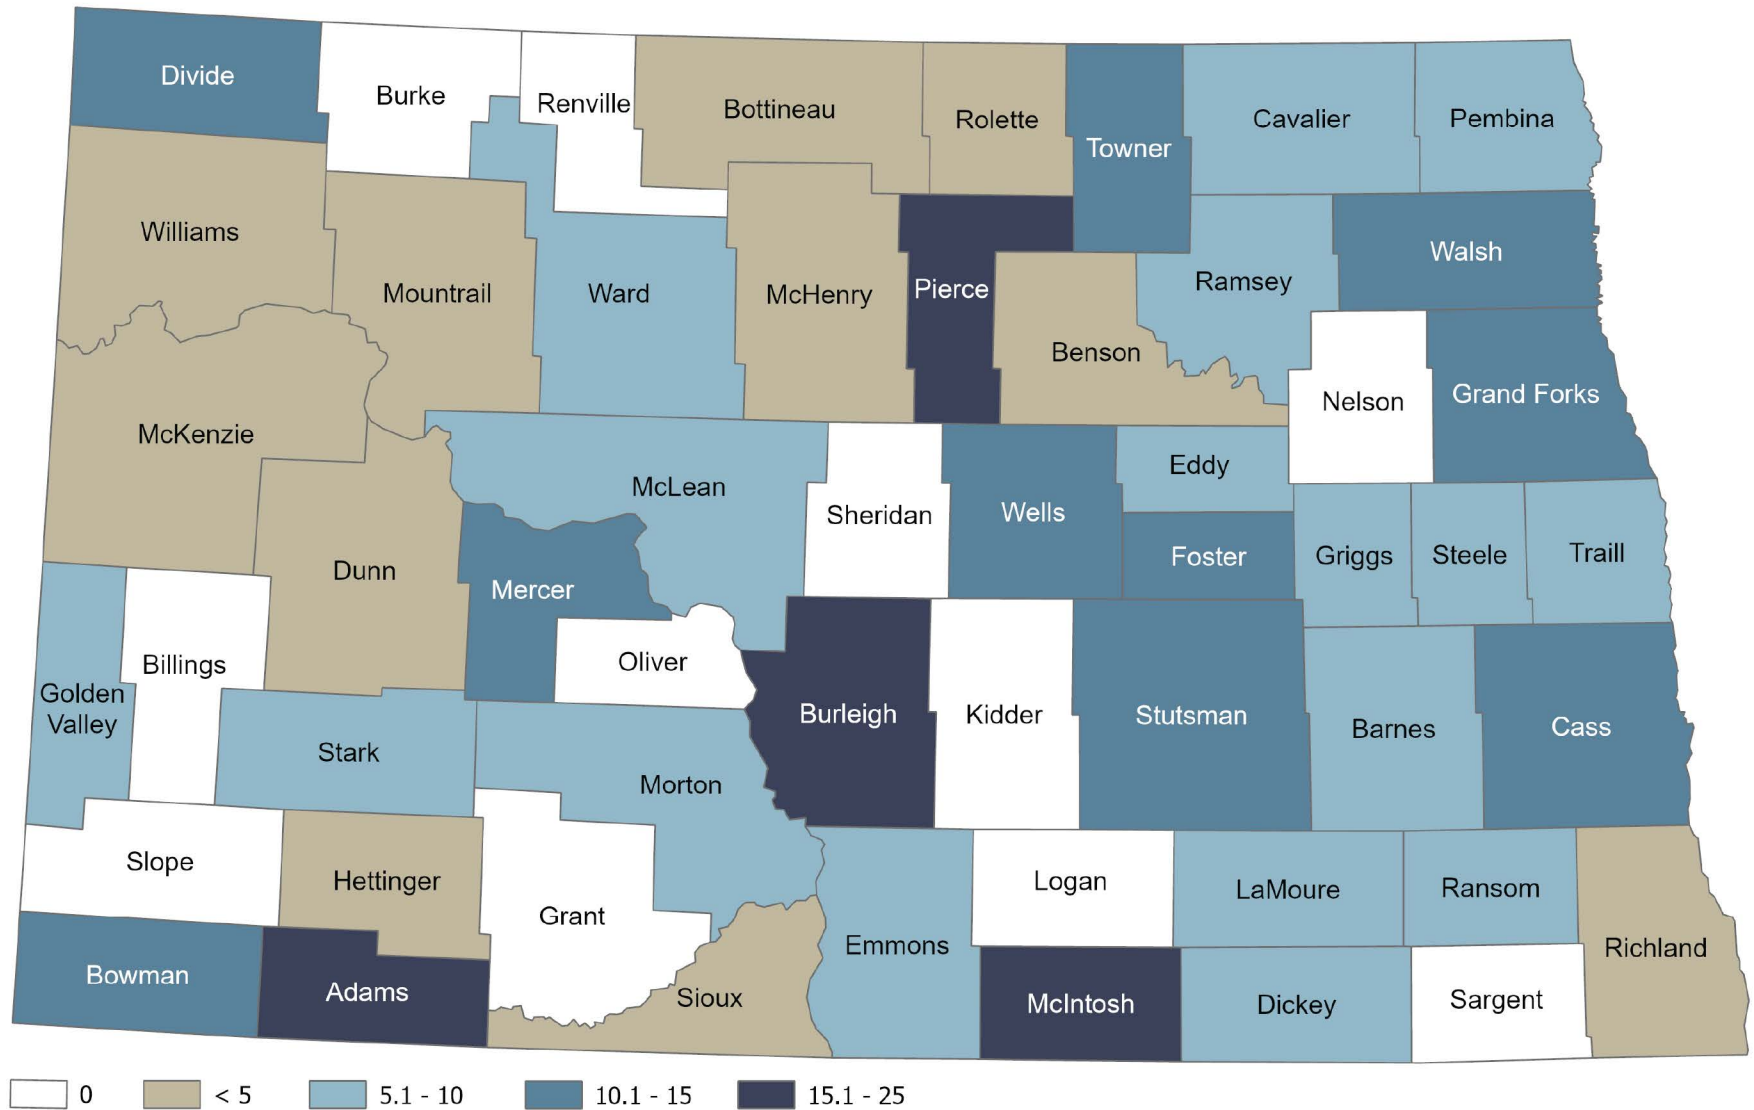 Divide
Burke
Renville
Bottineau
Rolette
Towner
Cavalier
Pembina
Williams
Mountrail
Ward
McHenry
Pierce
Benson
Ramsey
Walsh
Nelson
Grand Forks
McKenzie
Dunn
McLean
Sheridan
Wells
Eddy
Foster
Griggs
Steele
Traill
Mercer
Oliver
Golden
Valley
Billings
Stark
Morton
Burleigh
Kidder
Stutsman
Barnes
Cass
Slope
Hettinger
Grant
Emmons
Logan
LaMoure
Ransom
Richland
Bowman
Adams
Sioux
McIntosh
Dickey
Sargent
0 < 5 5.1 - 10 10.1 - 15 15.1 - 25